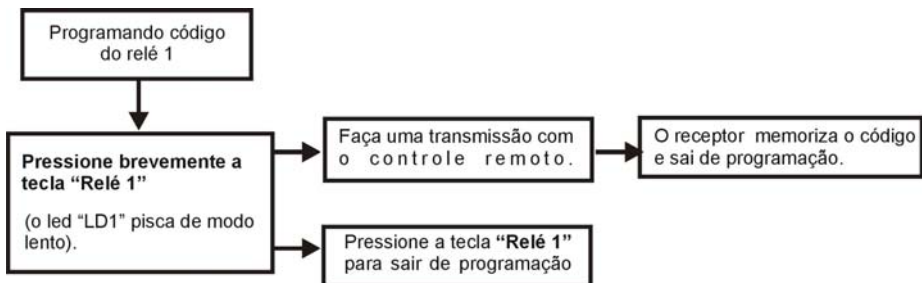 Programando código
do relé 1
Pressione brevemente a
tecla “Relé 1”
(o led “LD1” pisca de modo
lento).
Faça uma transmissão com
o controle remoto.
O receptor memoriza o código
e sai de programação.
Pressione a tecla “Relé 1”
para sair de programação